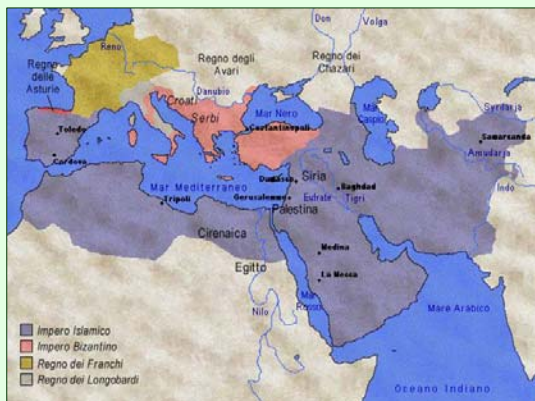 Don
Volga
Reno
Regno degli
Avari
Regno dei
Chazari
Regno
delle
Asturie
Danubio
Croati
Serbi
Mar Nero
Costantinopoli
Mar
Caspio
Syrdarja
Samarcanda
Amudarja
Toledo
Cordova
Mar Mediterraneo
Tripoli
Damasco
Siria
Baghdad
Eufrate
Tigri
Gerusalemme
Palestina
Indo
Cirenaica
Egitto
Medina
La Mecca
Mar
Rosso
Nilo
Mare Arabico
Oceano Indiano
Impero Islamico
Impero Bizantino
Regno dei Franchi
Regno dei Longobardi